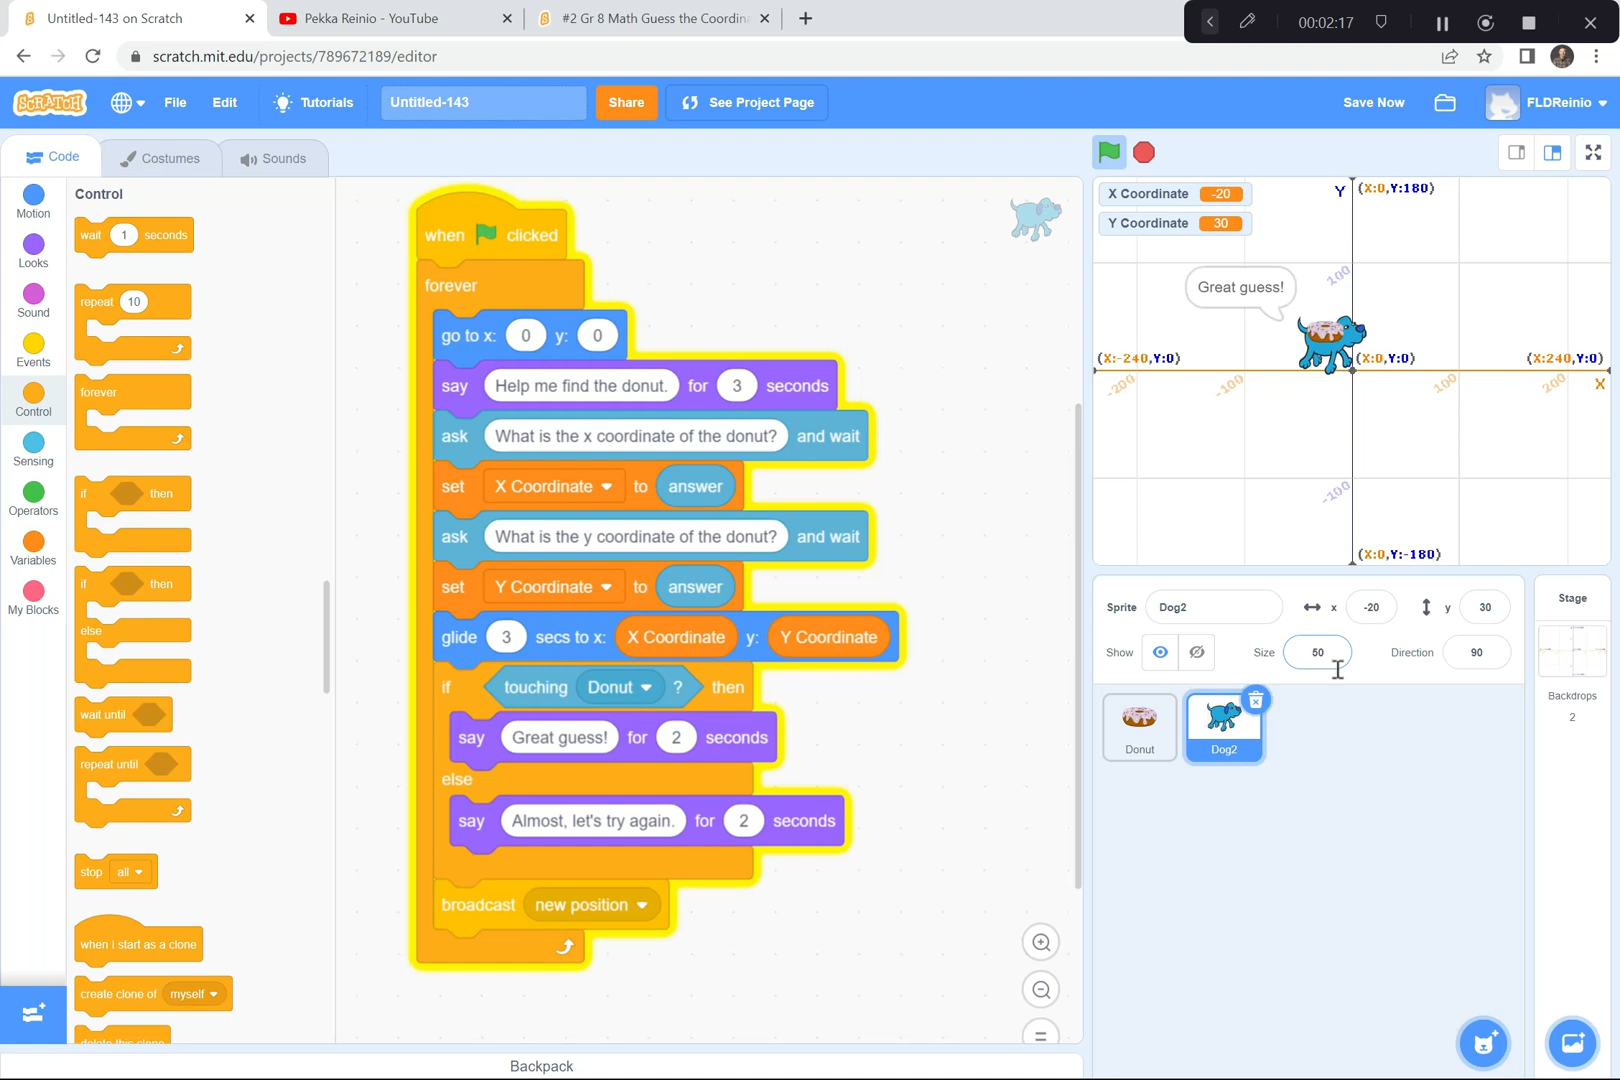 Untitled-143 on Scratch
Pekka Reinio - YouTube
#2 Gr 8 Math Guess the Coordin
00:02:17
scratch.mit.edu/projects/789672189/editor
SCRATCH
File
Edit
Tutorials
Untitled-143
Share
See Project Page
Save Now
FLDReinio
Code
Costumes
Sounds
Motion
Looks
Sound
Events
Control
Sensing
Operators
Variables
My Blocks
Control
wait 1 seconds
repeat 10
forever
if then
if then
else
wait until
repeat until
stop all
when I start as a clone
create clone of myself
delete this clone
when clicked
forever
go to x: 0 y: 0
say Help me find the donut. for 3 seconds
ask What is the x coordinate of the donut? and wait
set X Coordinate to answer
ask What is the y coordinate of the donut? and wait
set Y Coordinate to answer
glide 3 secs to x: X Coordinate y: Y Coordinate
if touching Donut ? then
say Great guess! for 2 seconds
else
say Almost, let's try again. for 2 seconds
broadcast new position
Backpack
X Coordinate -20
Y Coordinate 30
Y (X:0,Y:180)
100
Great guess!
(X:-240,Y:0) (X:0,Y:0) (X:240,Y:0)
-200 -100 100 200 X
-100
(X:0,Y:-180)
Sprite Dog2 x -20 y 30
Show Size 50 Direction 90
Donut
Dog2
Stage
Backdrops
2